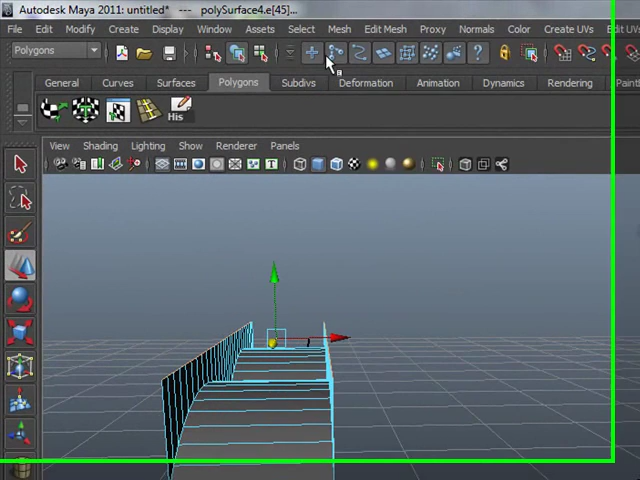 Autodesk Maya 2011: untitled* --- polySurface4.e[45]...
File Edit Modify Create Display Window Assets Select Mesh Edit Mesh Proxy Normals Color Create UVs Edit UVs
Polygons
General Curves Surfaces Polygons Subdivs Deformation Animation Dynamics Rendering
His
View Shading Lighting Show Renderer Panels